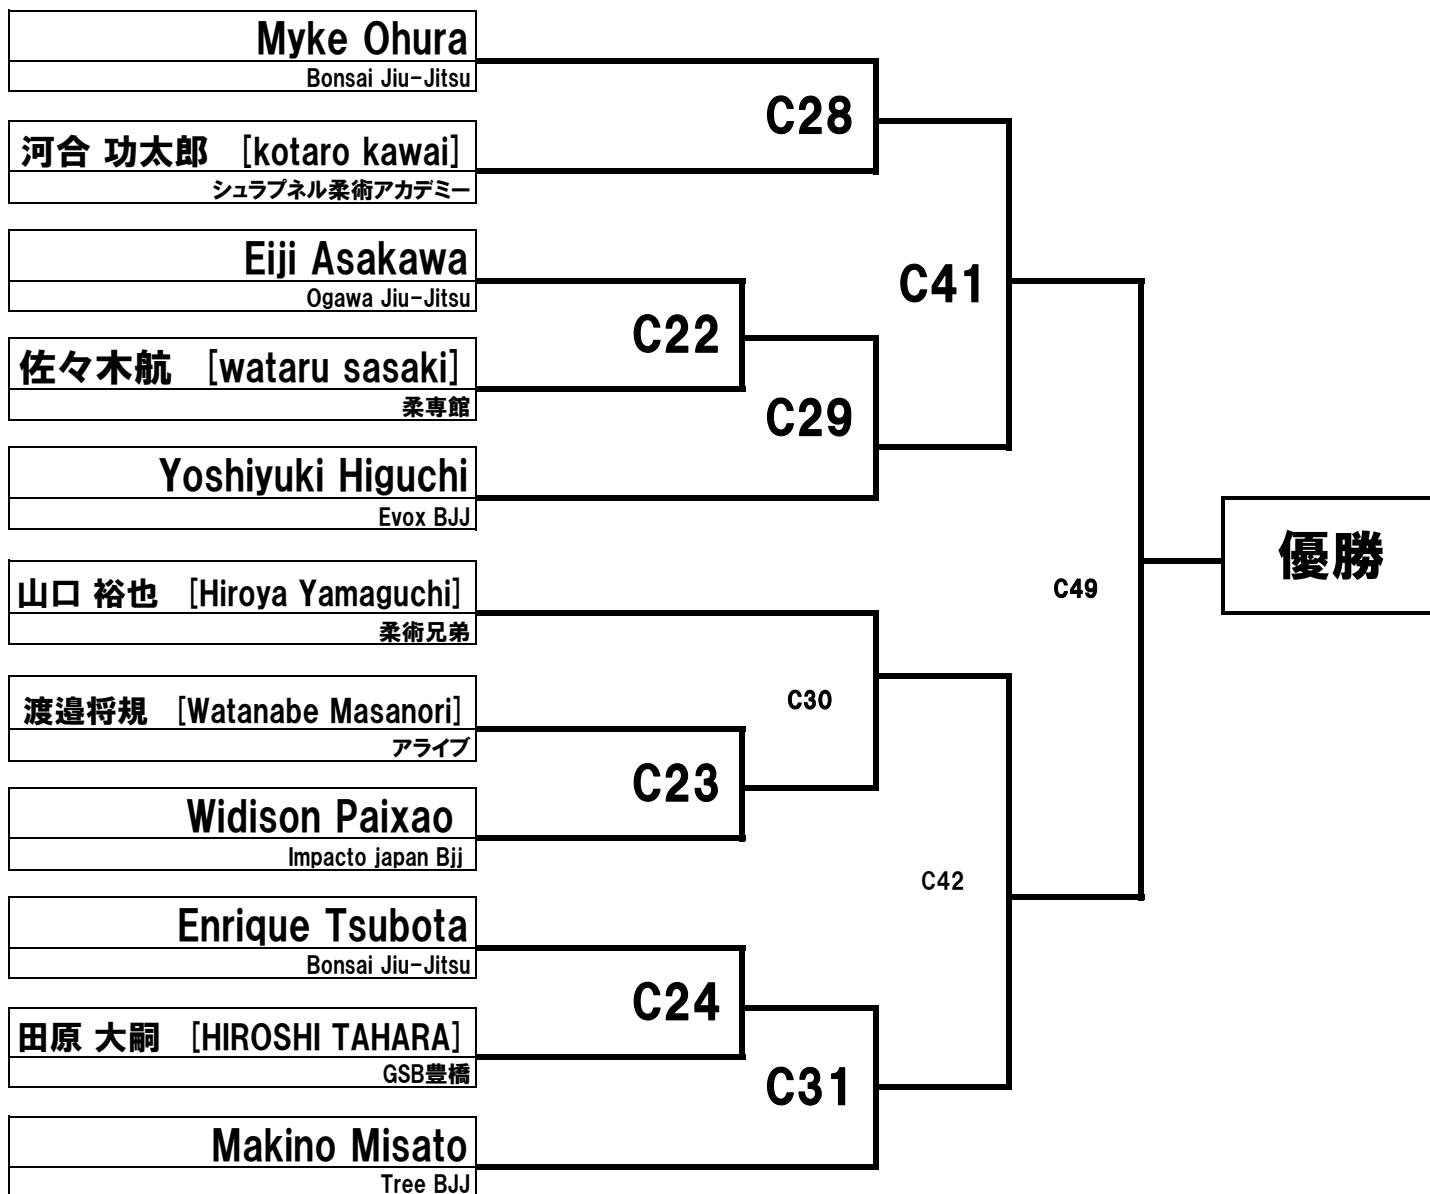 Myke Ohura
Bonsai Jiu-Jitsu
C28
河合 功太郎 [kotaro kawai]
シュラプネル柔術アカデミー
Eiji Asakawa
Ogawa Jiu-Jitsu
C41
C22
佐々木航 [wataru sasaki]
柔専館
C29
Yoshiyuki Higuchi
Evox BJJ
優勝
山口 裕也 [Hiroya Yamaguchi]
柔術兄弟
C49
渡邉将規 [Watanabe Masanori]
アライブ
C30
C23
Widison Paixao
Impacto japan Bjj
C42
Enrique Tsubota
Bonsai Jiu-Jitsu
C24
田原 大嗣 [HIROSHI TAHARA]
GSB豊橋
C31
Makino Misato
Tree BJJ